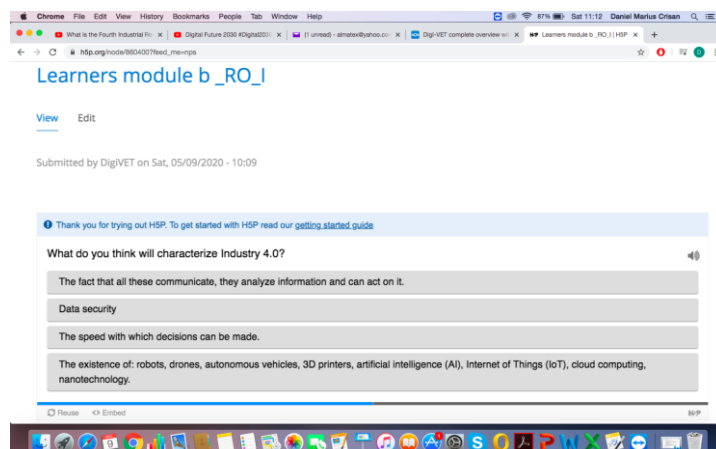 Chrome File Edit View History Bookmarks People Tab Window Help 67% Sat 11:12 Daniel Marius Crisan
What is the Fourth Industrial Re Digital Future 2030 #Digital2030 (1 unread) - almatex@yahoo.co Digi-VET complete overview wi Learners module b _RO_I | H5P
h5p.org/node/860400?feed_me=nps
Learners module b _RO_I
View Edit
Submitted by DigiVET on Sat, 05/09/2020 - 10:09
Thank you for trying out H5P. To get started with H5P read our getting started guide
What do you think will characterize Industry 4.0?
The fact that all these communicate, they analyze information and can act on it.
Data security
The speed with which decisions can be made.
The existence of: robots, drones, autonomous vehicles, 3D printers, artificial intelligence (AI), Internet of Things (IoT), cloud computing,
nanotechnology.
Reuse Embed H5P